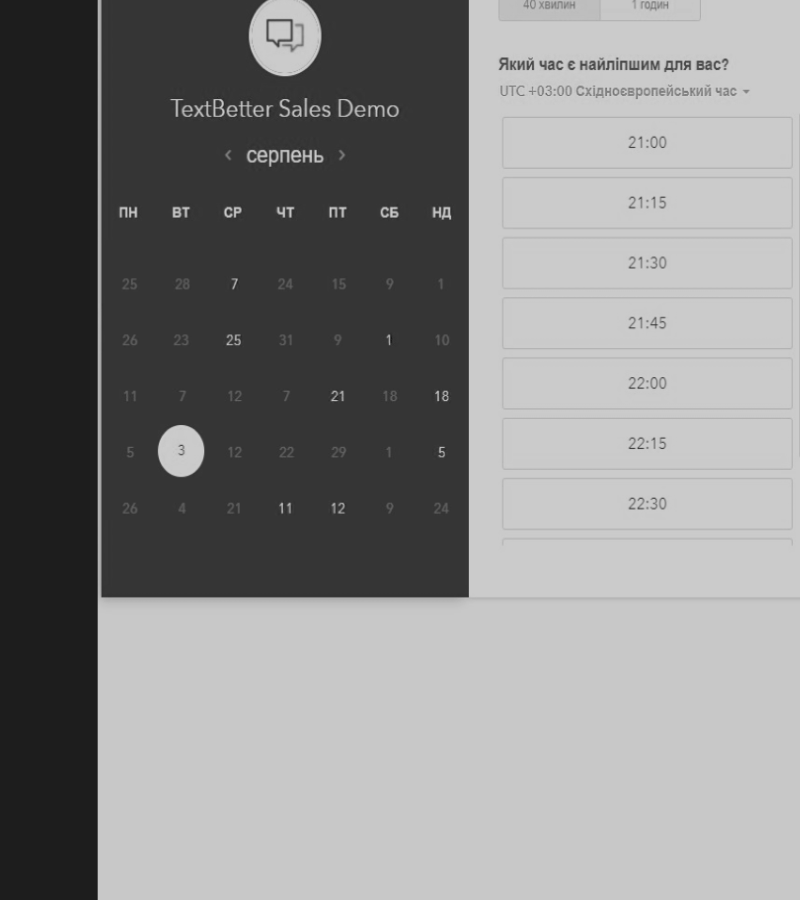 TextBetter Sales Demo
‹ серпень ›
ПН ВТ СР ЧТ ПТ СБ НД
25 28 7 24 15 9 1
26 23 25 31 9 1 10
11 7 12 7 21 18 18
5 3 12 22 29 1 5
26 4 21 11 12 9 24
40 хвилин 1 годин
Який час є найліпшим для вас?
UTC +03:00 Східноєвропейський час
21:00
21:15
21:30
21:45
22:00
22:15
22:30